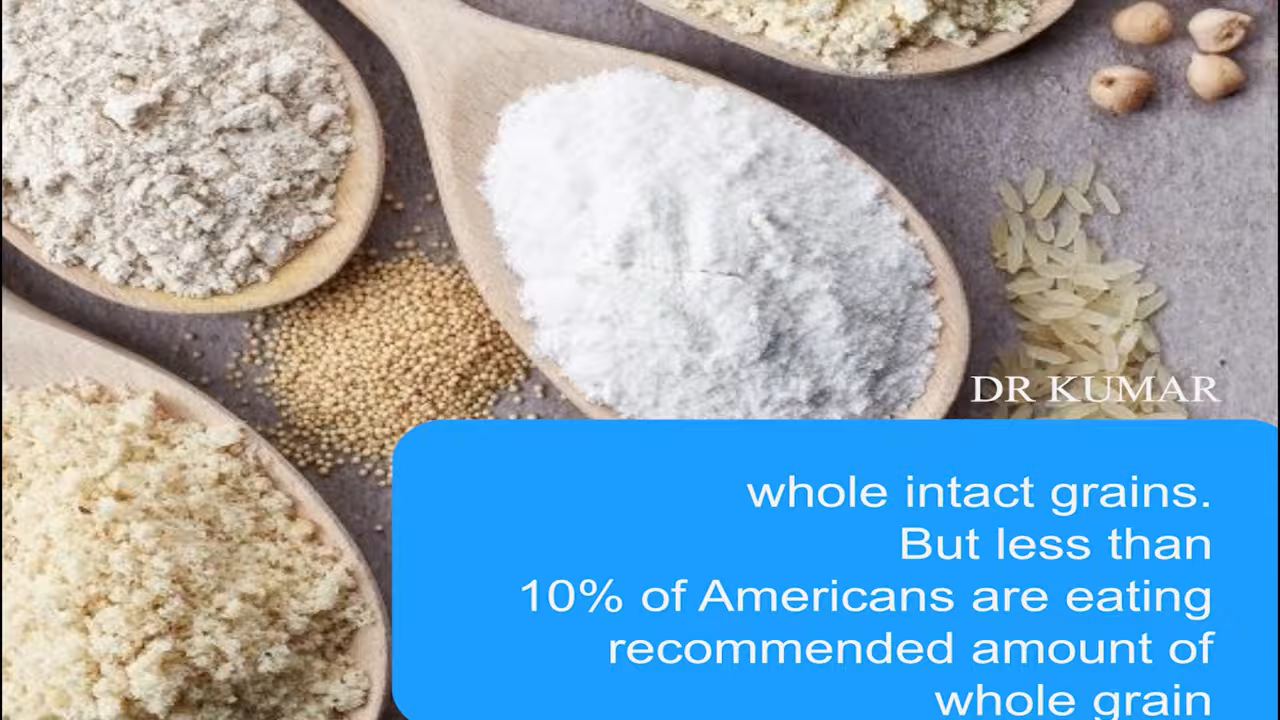 DR KUMAR
whole intact grains.
But less than
10% of Americans are eating
recommended amount of
whole grain